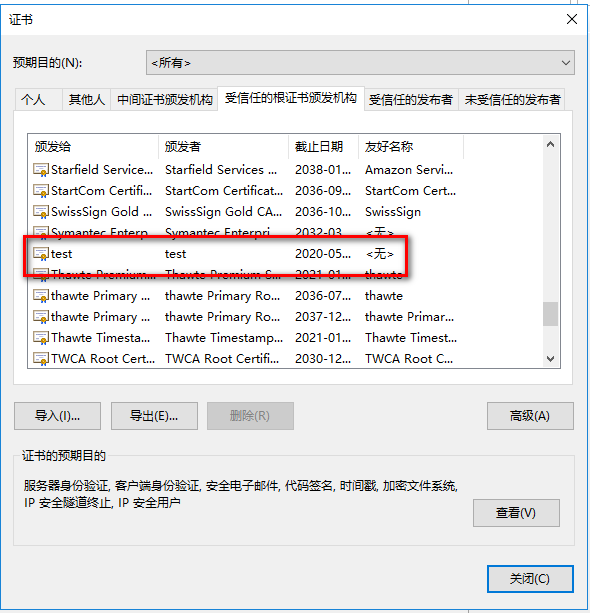 证书
预期目的(N): <所有>
个人 其他人 中间证书颁发机构 受信任的根证书颁发机构 受信任的发布者 未受信任的发布者
颁发给 颁发者 截止日期 友好名称
Starfield Service... Starfield Services ... 2038-01... Amazon Servi...
StartCom Certifi... StartCom Certificat... 2036-09... StartCom Cert...
SwissSign Gold ... SwissSign Gold CA... 2036-10... SwissSign
Symantec Enterp... Symantec Enterpri... 2032-03... <无>
test test 2020-05... <无>
Thawte Premium... Thawte Premium S... 2021-01... thawte
thawte Primary ... thawte Primary Ro... 2036-07... thawte
thawte Primary ... thawte Primary Ro... 2037-12... thawte Primar...
Thawte Timesta... Thawte Timestamp... 2021-01... Thawte Timest...
TWCA Root Cert... TWCA Root Certifi... 2030-12... TWCA Root C...
导入(I)... 导出(E)... 删除(R) 高级(A)
证书的预期目的
服务器身份验证, 客户端身份验证, 安全电子邮件, 代码签名, 时间戳, 加密文件系统,
IP 安全隧道终止, IP 安全用户
查看(V)
关闭(C)